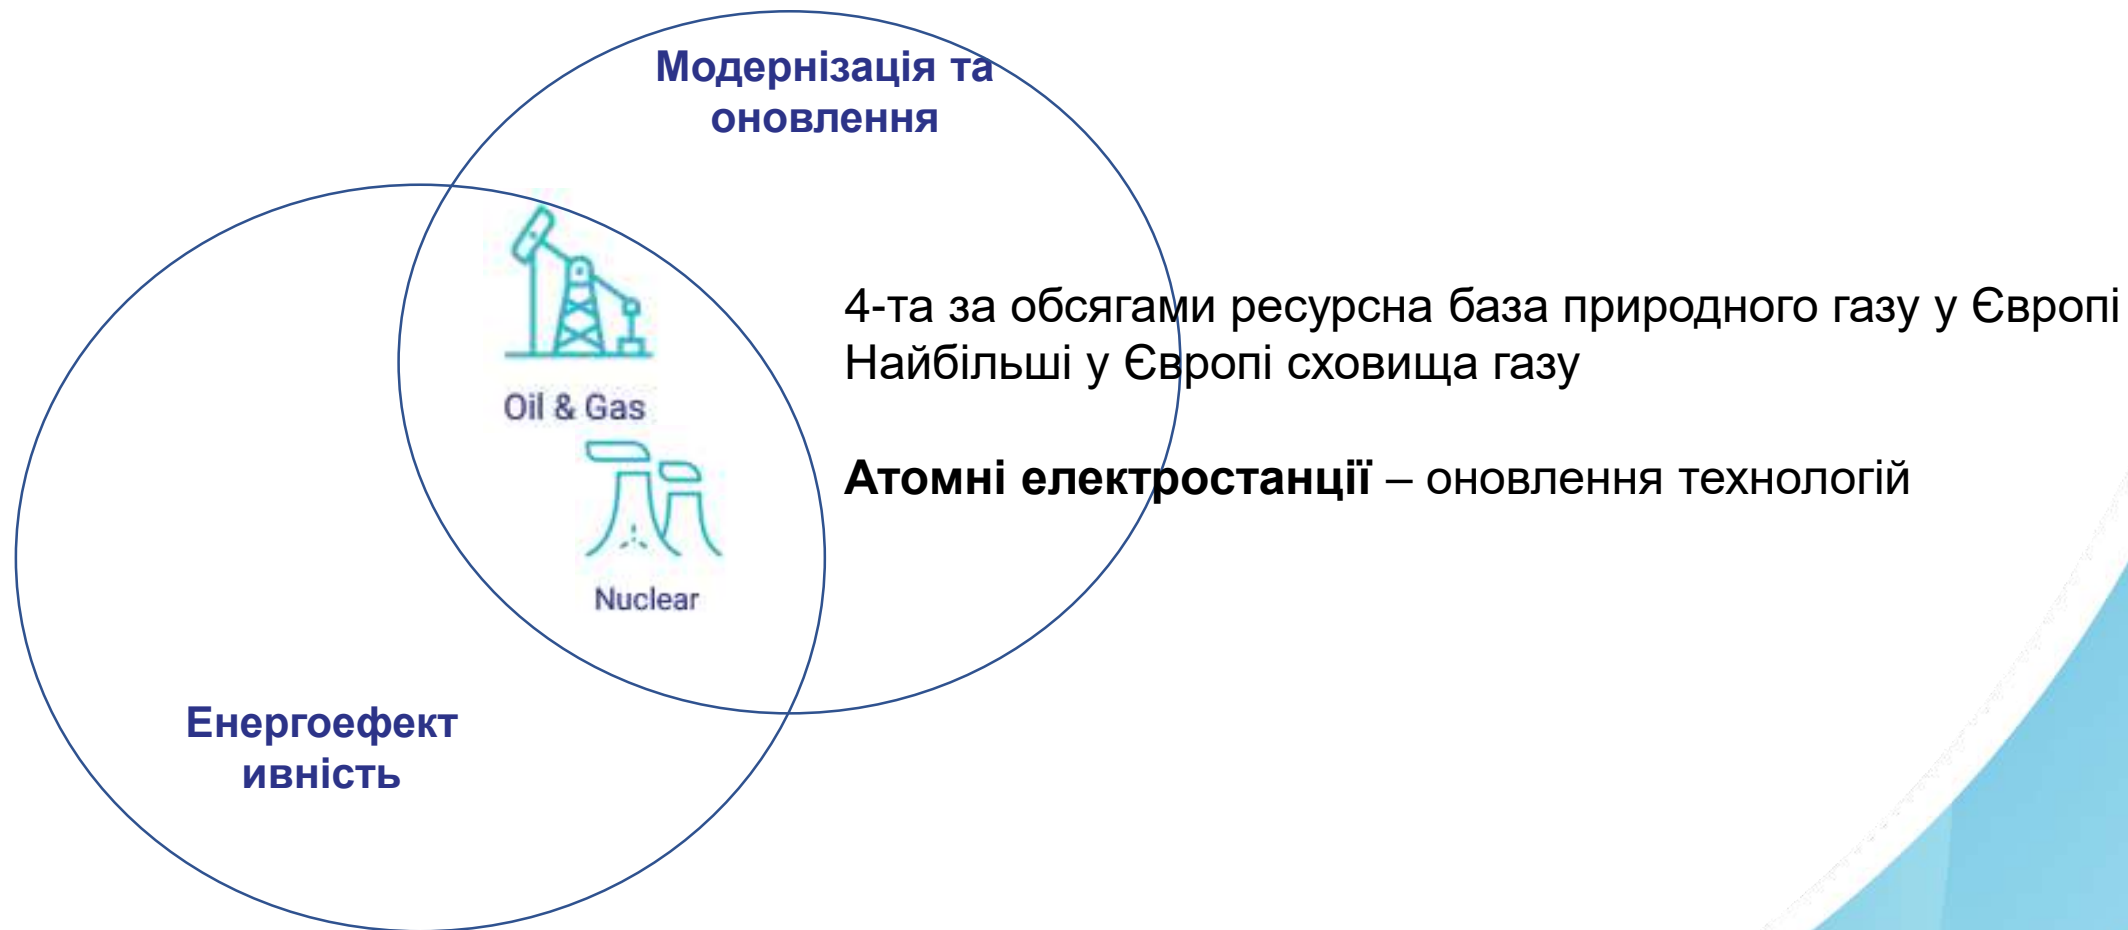 Модернізація та
оновлення
Oil & Gas
4-та за обсягами ресурсна база природного газу у Європі
Найбільші у Європі сховища газу
Атомні електростанції – оновлення технологій
Nuclear
Енергоефект
ивність